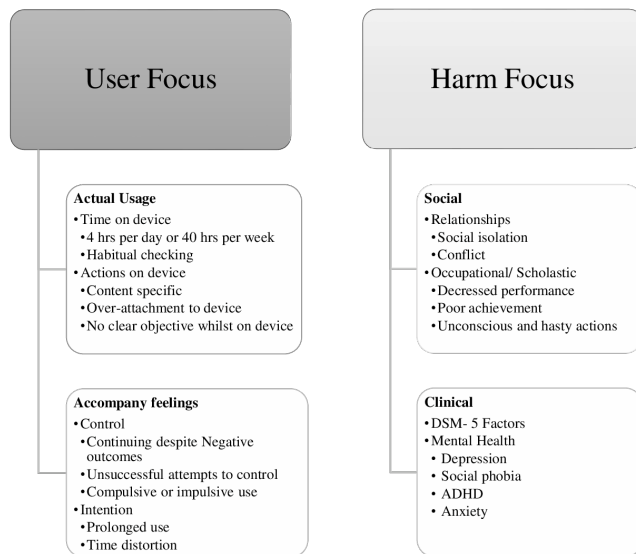 User Focus
Actual Usage
•Time on device
•4 hrs per day or 40 hrs per week
•Habitual checking
•Actions on device
•Content specific
•Over-attachment to device
•No clear objective whilst on device
Accompany feelings
•Control
•Continuing despite Negative
outcomes
•Unsuccessful attempts to control
•Compulsive or impulsive use
•Intention
•Prolonged use
•Time distortion
Harm Focus
Social
•Relationships
•Social isolation
•Conflict
•Occupational/ Scholastic
•Decressed performance
•Poor achievement
•Unconscious and hasty actions
Clinical
•DSM- 5 Factors
•Mental Health
• Depression
• Social phobia
• ADHD
• Anxiety